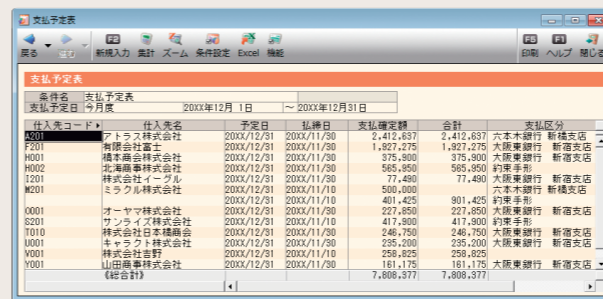 支払予定表
戻る 進む F2 新規入力 集計 ズーム 条件設定 Excel 機能 F5 印刷 F1 ヘルプ 閉じる
支払予定表
条件名 支払予定表
支払予定日 今月度 20XX年12月 1日 ～ 20XX年12月31日
仕入先コード 仕入先名 予定日 払締日 支払確定額 合計 支払区分
A201 アトラス株式会社 20XX/12/31 20XX/11/30 2,412,637 2,412,637 六本木銀行 新橋支店
F201 有限会社富士 20XX/12/31 20XX/11/30 1,927,275 1,927,275 大阪東銀行 新宿支店
H001 橋本商会株式会社 20XX/12/31 20XX/11/30 375,900 375,900 大阪東銀行 新宿支店
H002 北海商事株式会社 20XX/12/31 20XX/11/30 565,950 565,950 約束手形
I201 株式会社イーグル 20XX/12/31 20XX/11/30 77,490 77,490 大阪東銀行 新宿支店
M201 ミラクル株式会社 20XX/12/31 20XX/11/10 500,000 六本木銀行 新橋支店
20XX/12/31 20XX/11/10 401,425 901,425 約束手形
O001 オーヤマ株式会社 20XX/12/31 20XX/11/30 227,850 227,850 大阪東銀行 新宿支店
S201 サンライズ株式会社 20XX/12/31 20XX/11/10 417,900 417,900 約束手形
T010 株式会社日本橋商会 20XX/12/31 20XX/11/30 246,750 246,750 大阪東銀行 新宿支店
U001 キャラクト株式会社 20XX/12/31 20XX/11/30 235,200 235,200 大阪東銀行 新宿支店
V001 株式会社吉野 20XX/12/31 20XX/11/10 258,825 258,825
Y001 山田商事株式会社 20XX/12/31 20XX/11/30 161,175 161,175 大阪東銀行 新宿支店
《総合計》 7,808,377 7,808,377